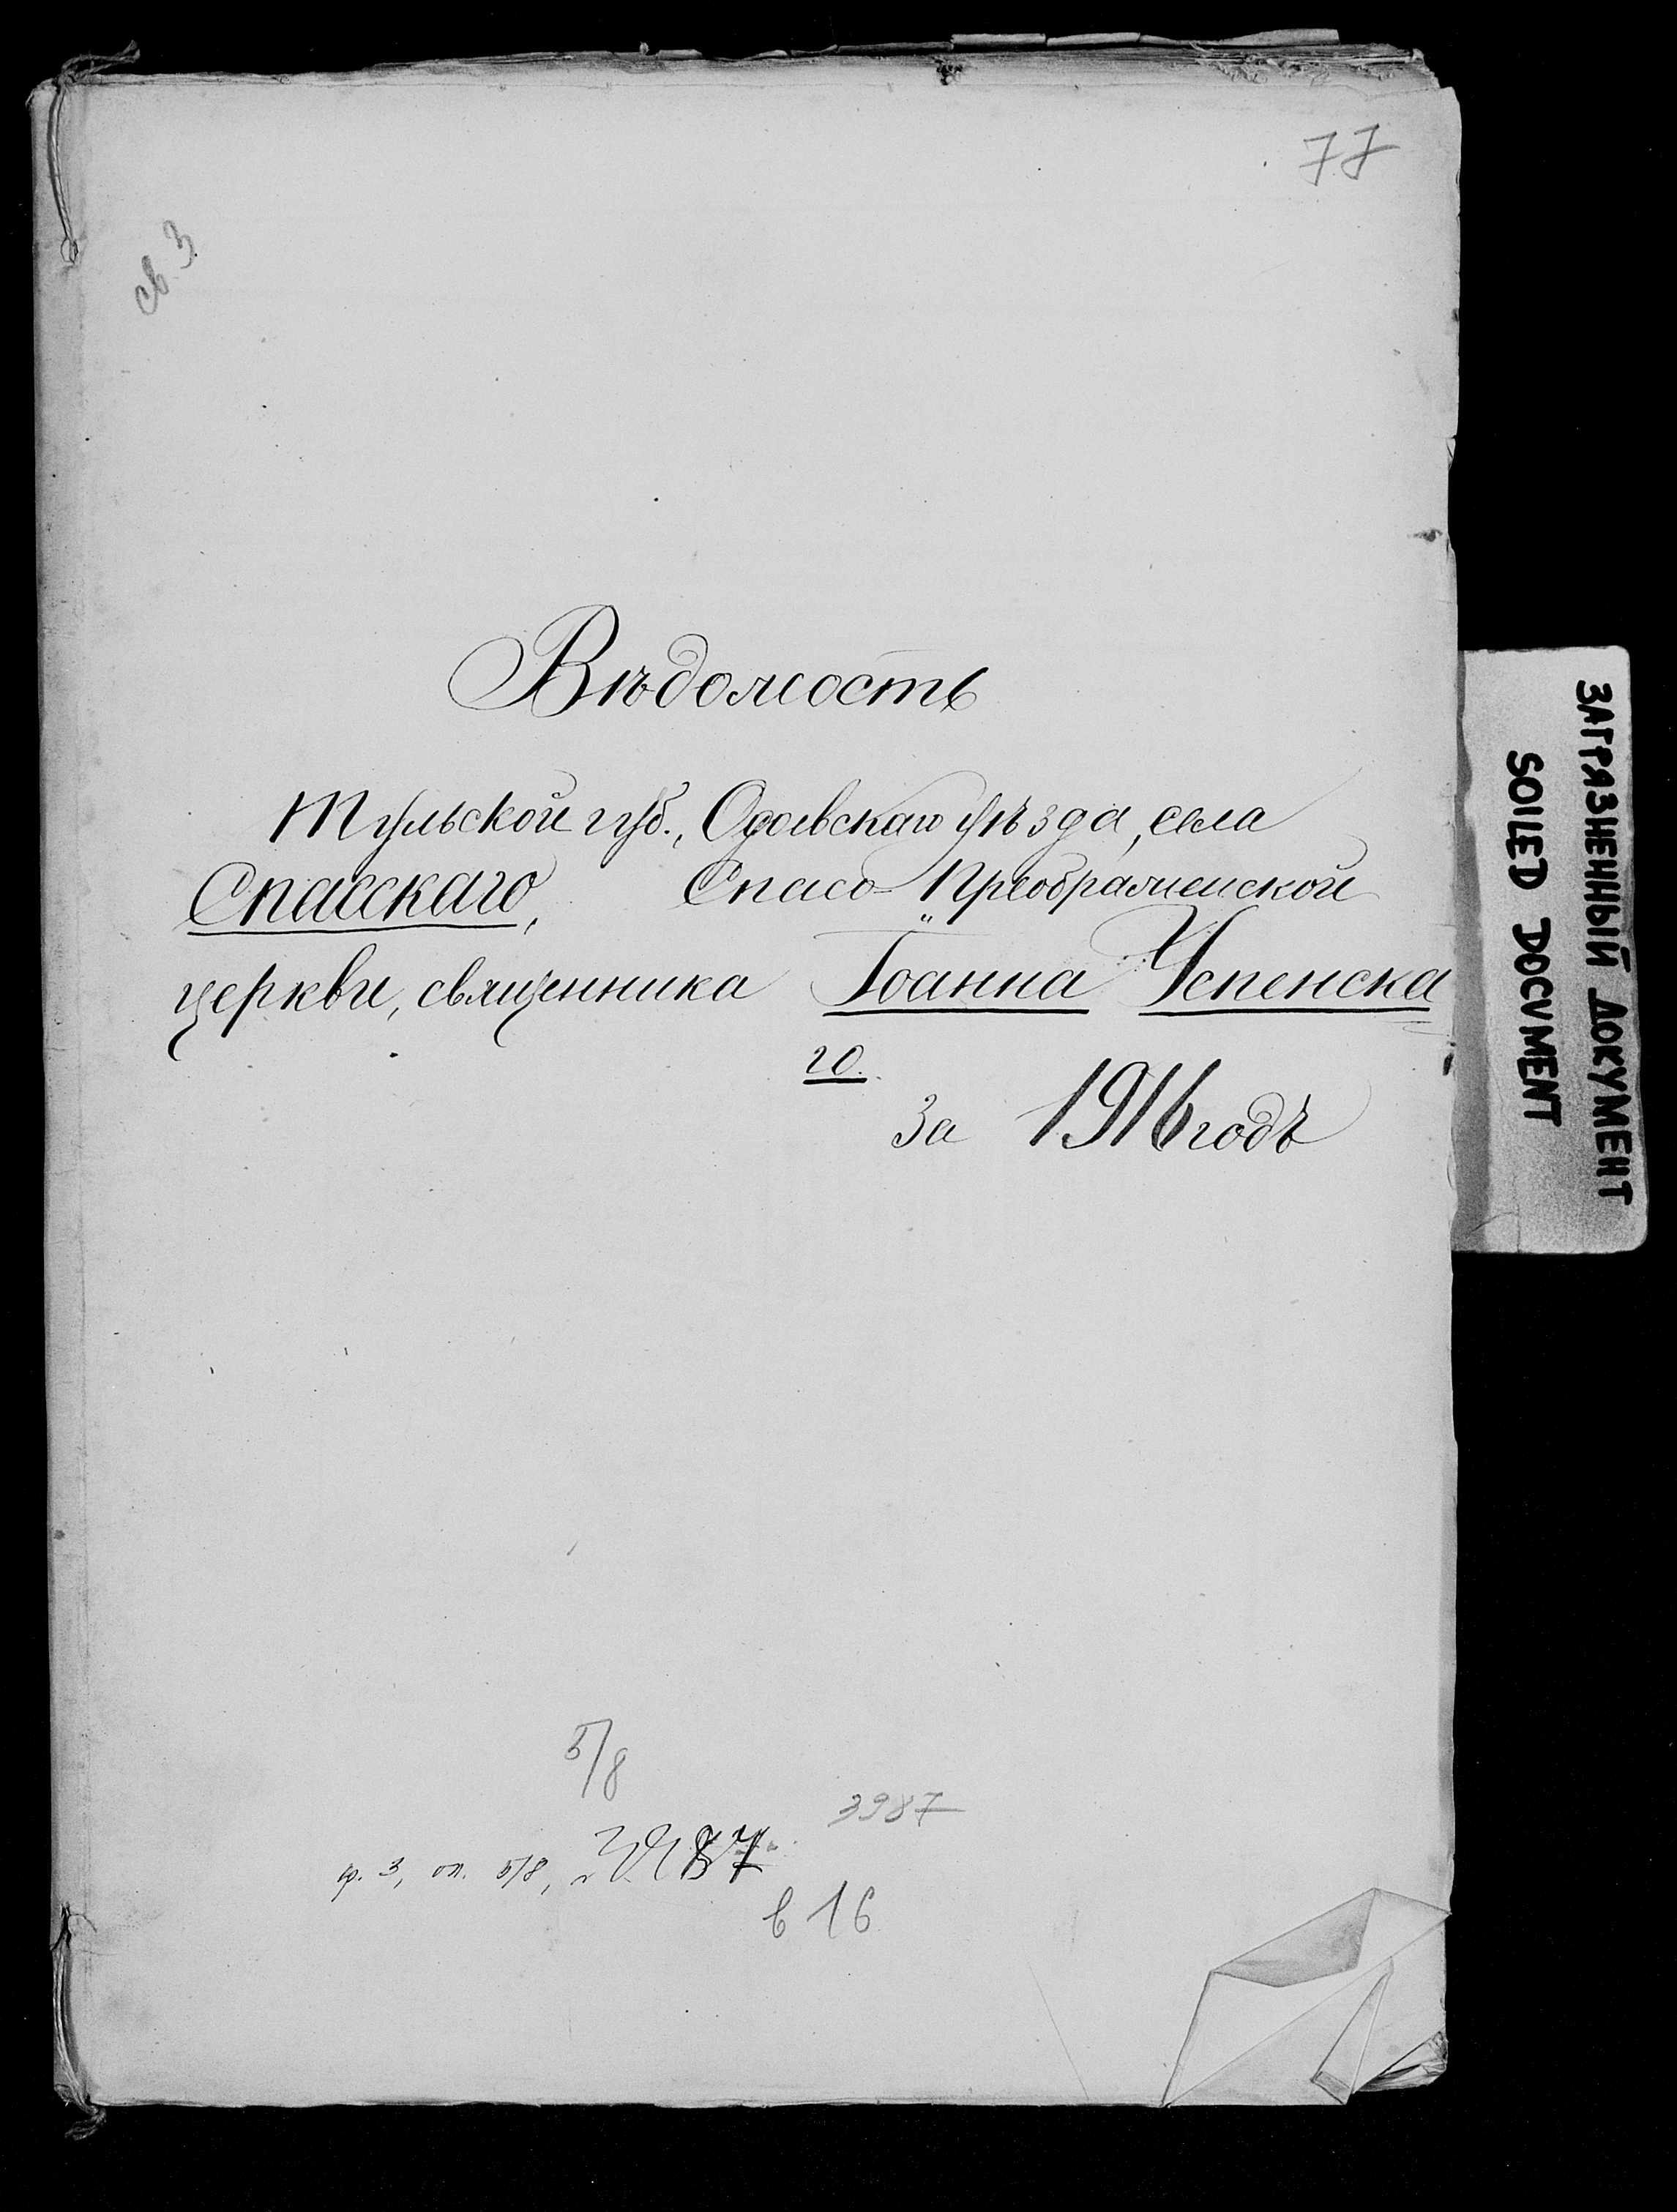 77
св. 3
Вѣдомость
Тульской губ., Одоевскаго уѣзда, села
Спасскаго, Спасо-Преображенской
церкви, священника Іоанна Успенска
го.
За 1916 годъ
5/8
3987
ф. 3, оп. 5/8,
в 16
ЗАГРЯЗНЕННЫЙ ДОКУМЕНТ
SOILED DOCUMENT